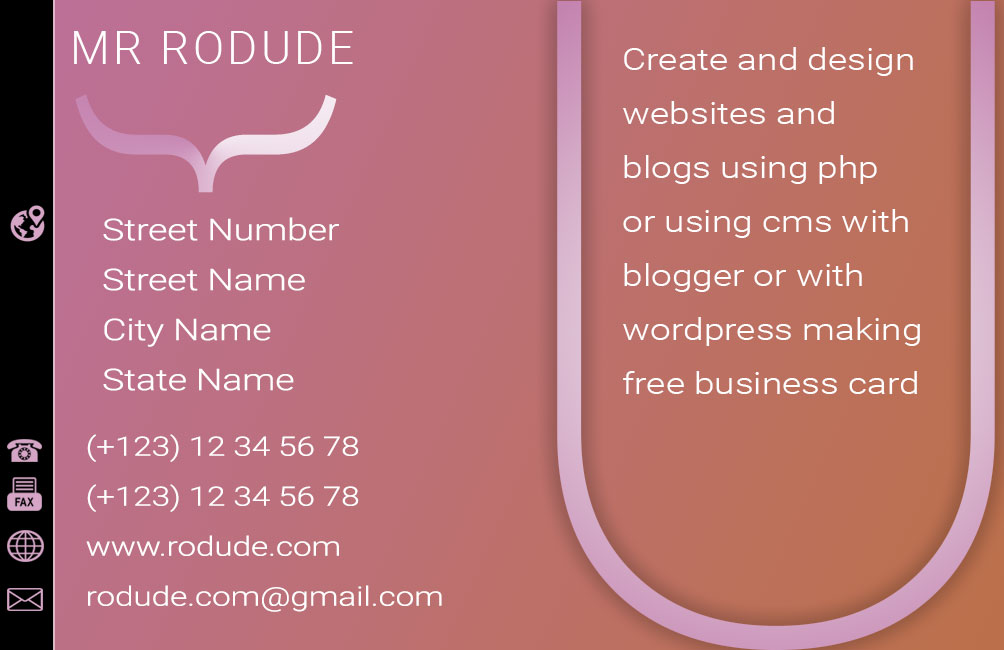 MR RODUDE
Street Number
Street Name
City Name
State Name
(+123) 12 34 56 78
FAX
(+123) 12 34 56 78
www.rodude.com
rodude.com@gmail.com
Create and design
websites and
blogs using php
or using cms with
blogger or with
wordpress making
free business card